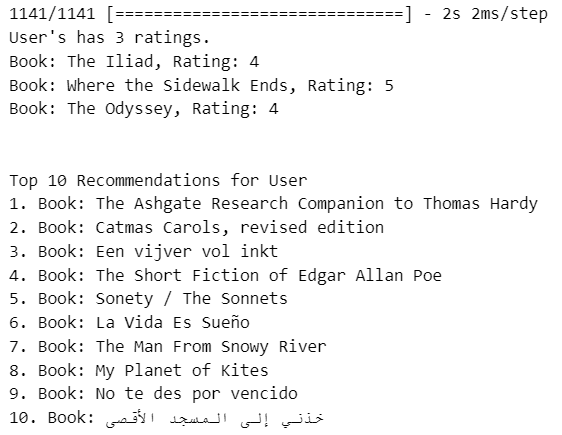 1141/1141 [==============================] - 2s 2ms/step
User's has 3 ratings.
Book: The Iliad, Rating: 4
Book: Where the Sidewalk Ends, Rating: 5
Book: The Odyssey, Rating: 4
Top 10 Recommendations for User
1. Book: The Ashgate Research Companion to Thomas Hardy
2. Book: Catmas Carols, revised edition
3. Book: Een vijver vol inkt
4. Book: The Short Fiction of Edgar Allan Poe
5. Book: Sonety / The Sonnets
6. Book: La Vida Es Sueño
7. Book: The Man From Snowy River
8. Book: My Planet of Kites
9. Book: No te des por vencido
10. Book: خذني إلى المسجد الأقصى